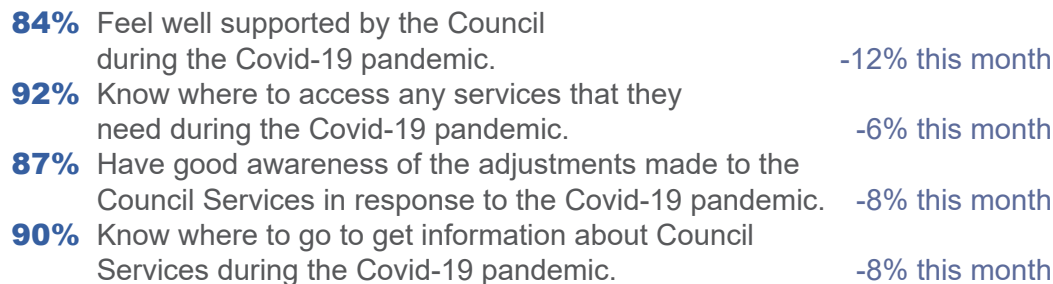 84% Feel well supported by the Council
during the Covid-19 pandemic. -12% this month
92% Know where to access any services that they
need during the Covid-19 pandemic. -6% this month
87% Have good awareness of the adjustments made to the
Council Services in response to the Covid-19 pandemic. -8% this month
90% Know where to go to get information about Council
Services during the Covid-19 pandemic. -8% this month